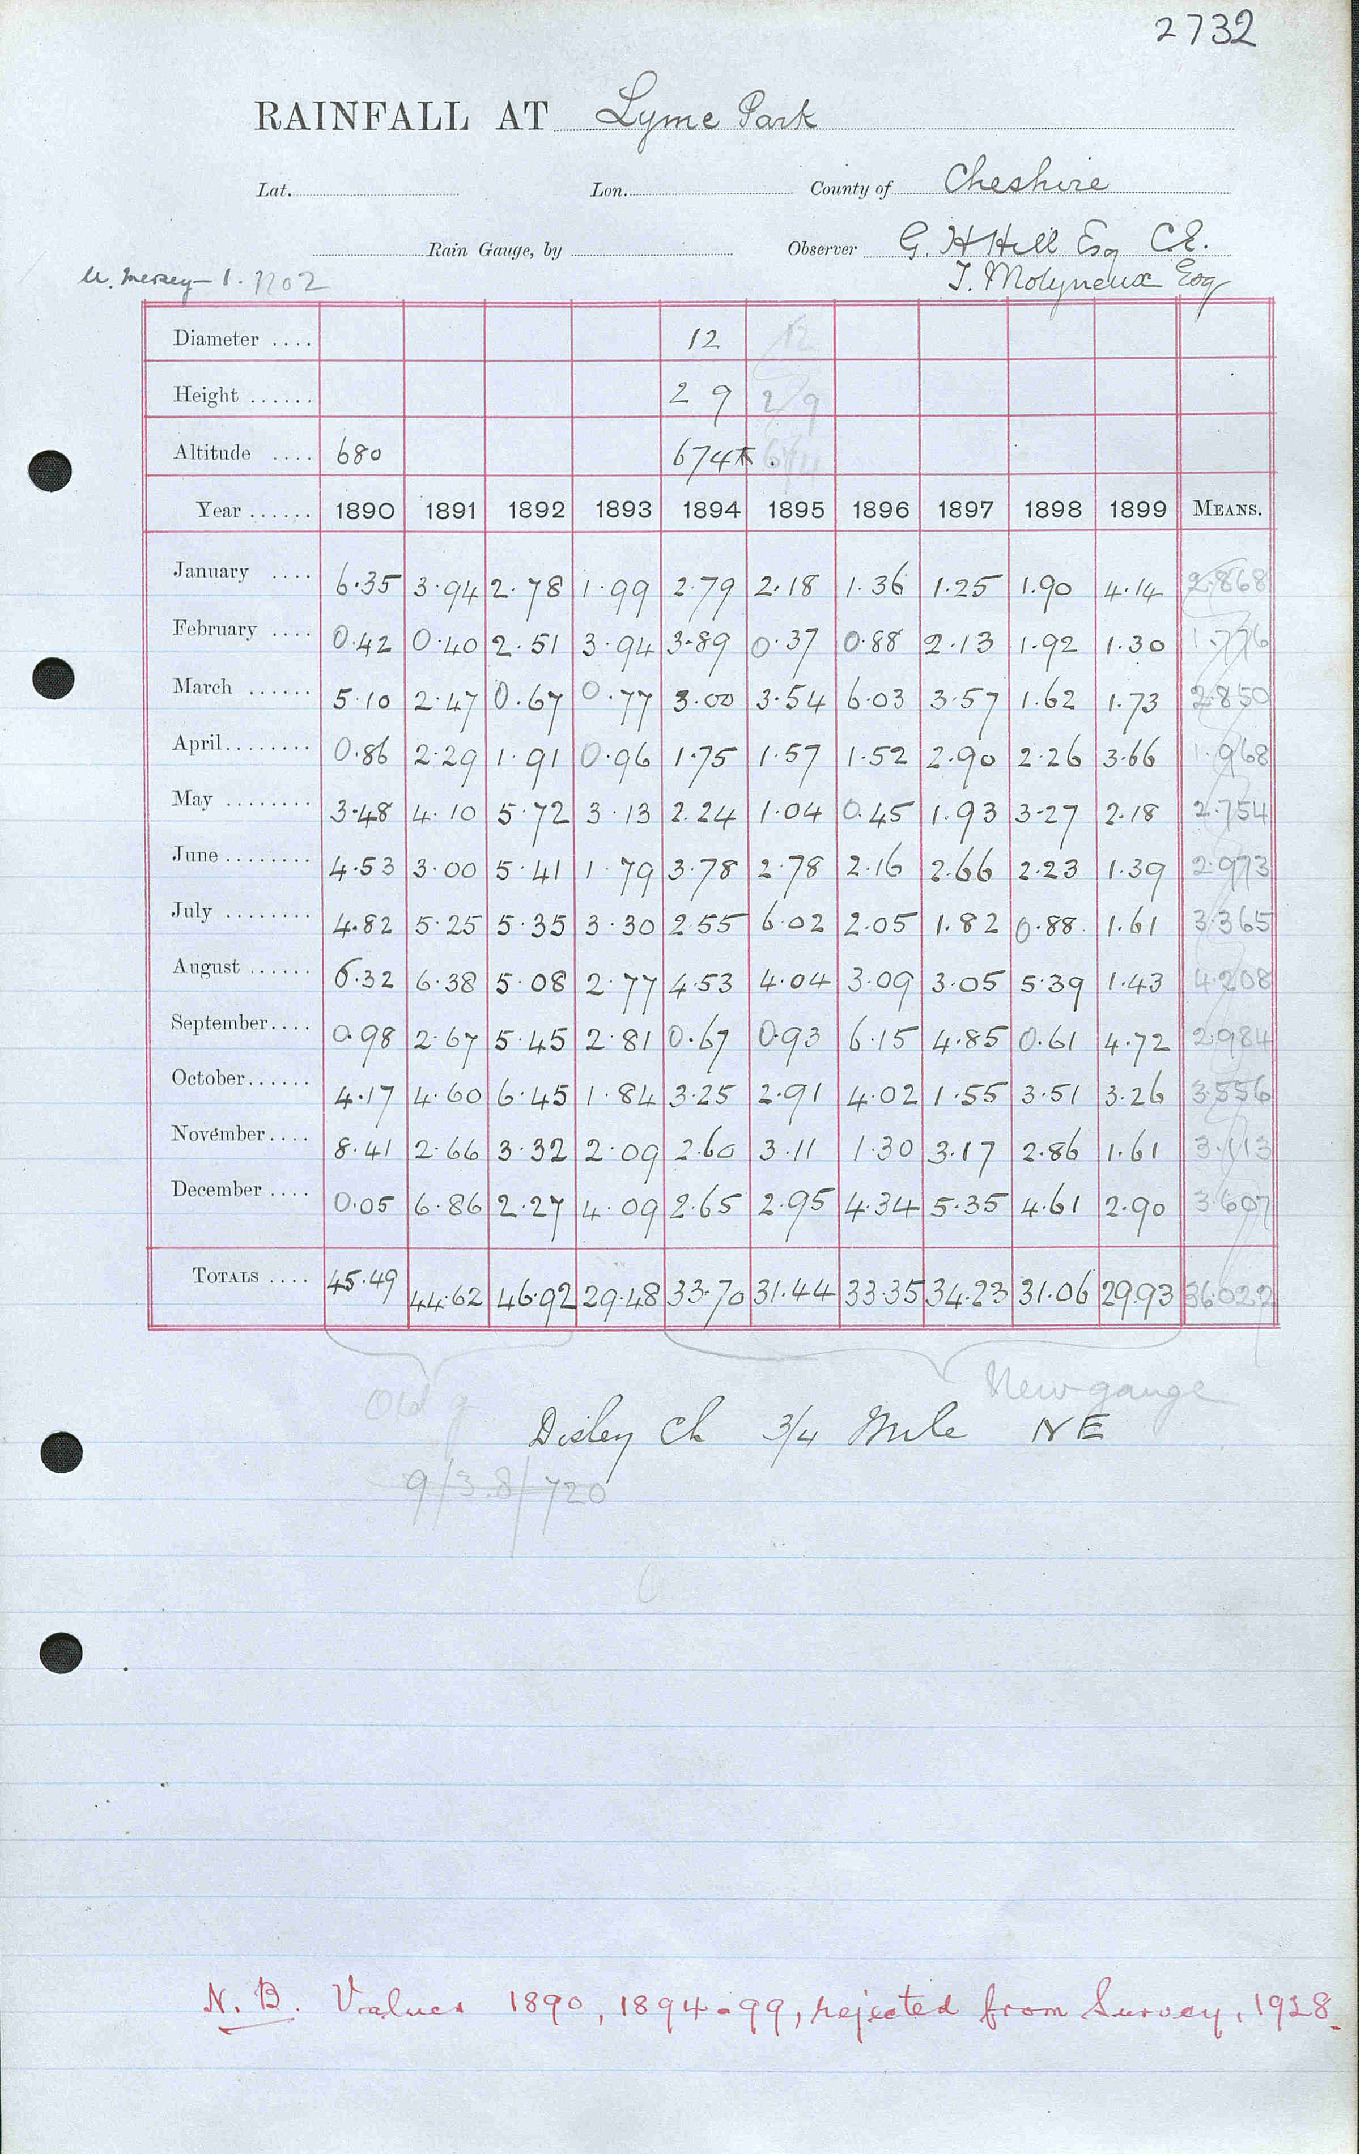 2732
RAINFALL AT Lyme Park
Lat. Lon. County of Cheshire
Rain Gauge, by Observer G. H Hill Esq CE.
U. Mersey - 1. No 2 T. Molyneux Esq
Diameter .... 12 12
Height ...... 2 9 2/9
Altitude .... 680 674 674
Year ...... 1890 1891 1892 1893 1894 1895 1896 1897 1898 1899 MEANS.
January .... 6.35 3.94 2.78 1.99 2.79 2.18 1.36 1.25 1.90 4.14 2.868
February .... 0.42 0.40 2.51 3.94 3.89 0.37 0.88 2.13 1.92 1.30 1.776
March ...... 5.10 2.47 0.67 0.77 3.00 3.54 6.03 3.57 1.62 1.73 2.850
April........ 0.86 2.29 1.91 0.96 1.75 1.57 1.52 2.90 2.26 3.66 1.968
May ........ 3.48 4.10 5.72 3.13 2.24 1.04 0.45 1.93 3.27 2.18 2.754
June ........ 4.53 3.00 5.41 1.79 3.78 2.78 2.16 2.66 2.23 1.39 2.973
July ........ 4.82 5.25 5.35 3.30 2.55 6.02 2.05 1.82 0.88. 1.61 3.365
August ...... 6.32 6.38 5.08 2.77 4.53 4.04 3.09 3.05 5.39 1.43 4.208
September.... 0.98 2.67 5.45 2.81 0.67 0.93 6.15 4.85 0.61 4.72 2.984
October...... 4.17 4.60 6.45 1.84 3.25 2.91 4.02 1.55 3.51 3.26 3.556
November.... 8.41 2.66 3.32 2.09 2.60 3.11 1.30 3.17 2.86 1.61 3.113
December .... 0.05 6.86 2.27 4.09 2.65 2.95 4.34 5.35 4.61 2.90 3.607
TOTALS .... 45.49 44.62 46.92 29.48 33.70 31.44 33.35 34.23 31.06 29.93 36.022
Old g New gauge
Disley Ch 3/4 Mile NE
9/3.8/720
N.B. Values 1890, 1894-99, rejected from Survey, 1928.